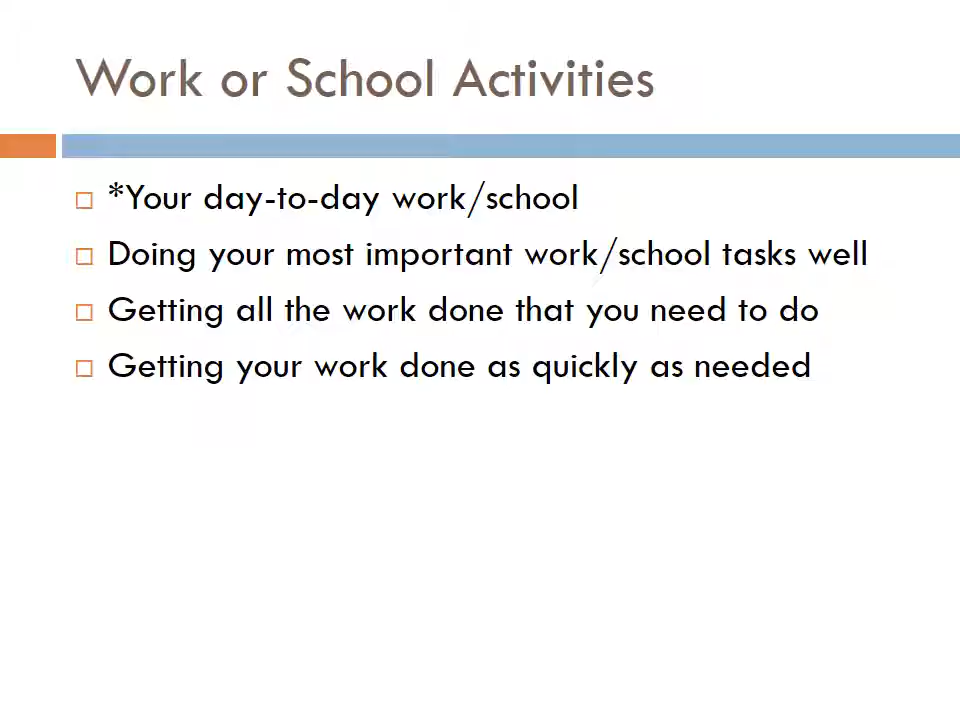 Work or School Activities
*Your day-to-day work/school
Doing your most important work/school tasks well
Getting all the work done that you need to do
Getting your work done as quickly as needed